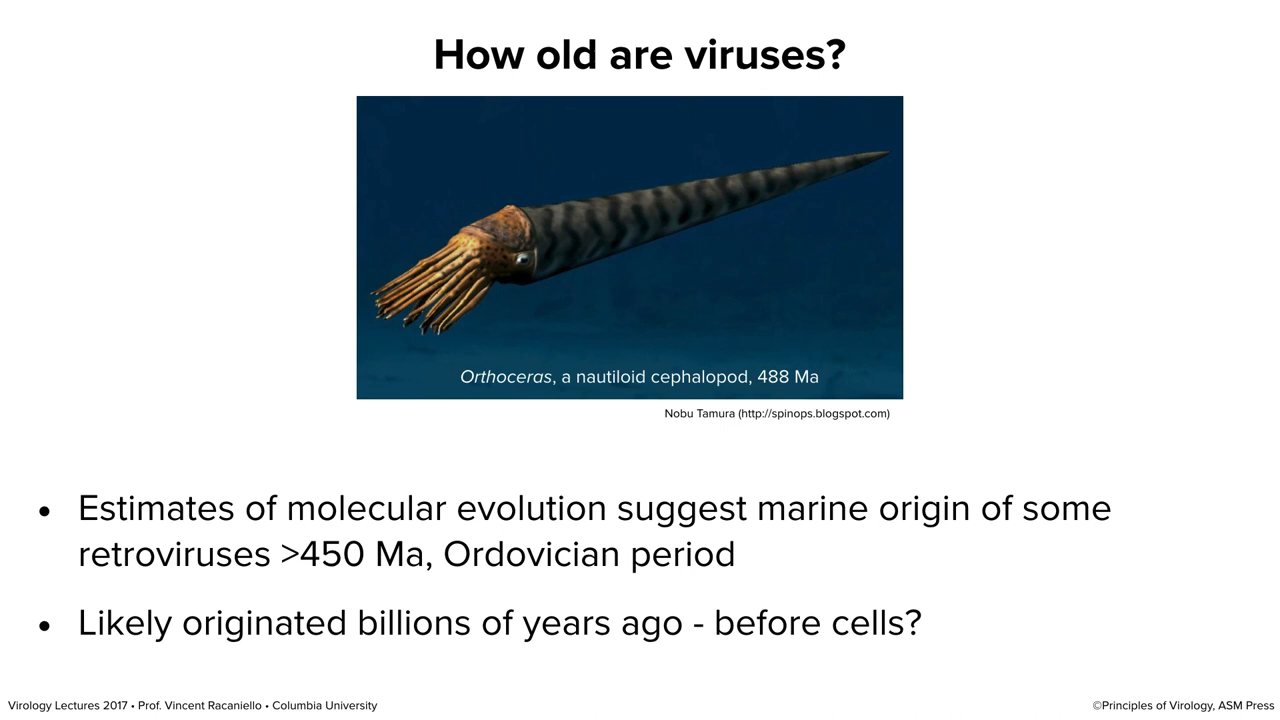 How old are viruses?
Orthoceras, a nautiloid cephalopod, 488 Ma
Nobu Tamura (http://spinops.blogspot.com)
• Estimates of molecular evolution suggest marine origin of some
retroviruses >450 Ma, Ordovician period
• Likely originated billions of years ago - before cells?
Virology Lectures 2017 • Prof. Vincent Racaniello • Columbia University
©Principles of Virology, ASM Press